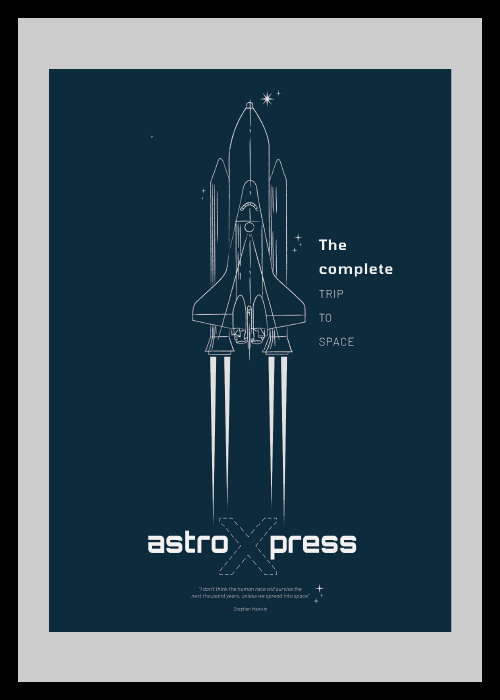 The
complete
TRIP
TO
SPACE
astroXpress
"I don't think the human race will survive the
next thousand years, unless we spread into space"
Stephen Hawkin